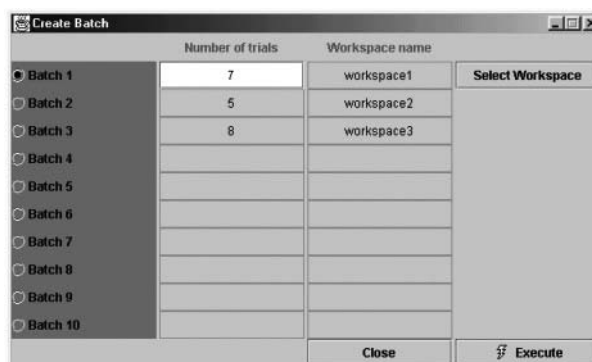 Create Batch
Number of trials Workspace name
Batch 1 7 workspace1 Select Workspace
Batch 2 5 workspace2
Batch 3 8 workspace3
Batch 4
Batch 5
Batch 6
Batch 7
Batch 8
Batch 9
Batch 10
Close Execute